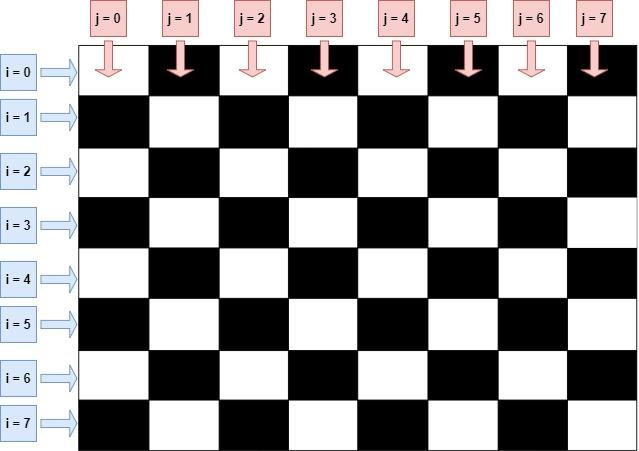 j = 0 j = 1 j = 2 j = 3 j = 4 j = 5 j = 6 j = 7
i = 0
i = 1
i = 2
i = 3
i = 4
i = 5
i = 6
i = 7